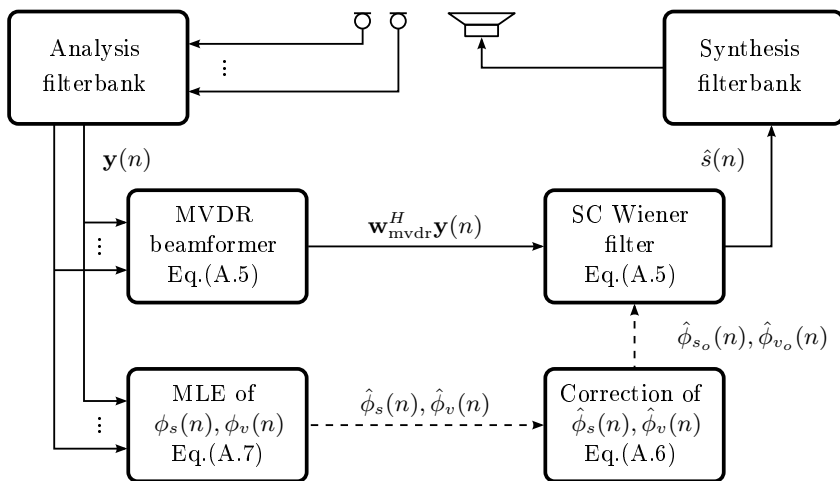 Analysis
filterbank
⋮
Synthesis
filterbank
𝐲(n)
ŝ(n)
MVDR
beamformer
Eq.(A.5)
⋮
𝐰ᴴ_mvdr 𝐲(n)
SC Wiener
filter
Eq.(A.5)
ϕ̂_{s_o}(n), ϕ̂_{v_o}(n)
MLE of
ϕ_s(n), ϕ_v(n)
Eq.(A.7)
⋮
ϕ̂_s(n), ϕ̂_v(n)
Correction of
ϕ̂_s(n), ϕ̂_v(n)
Eq.(A.6)